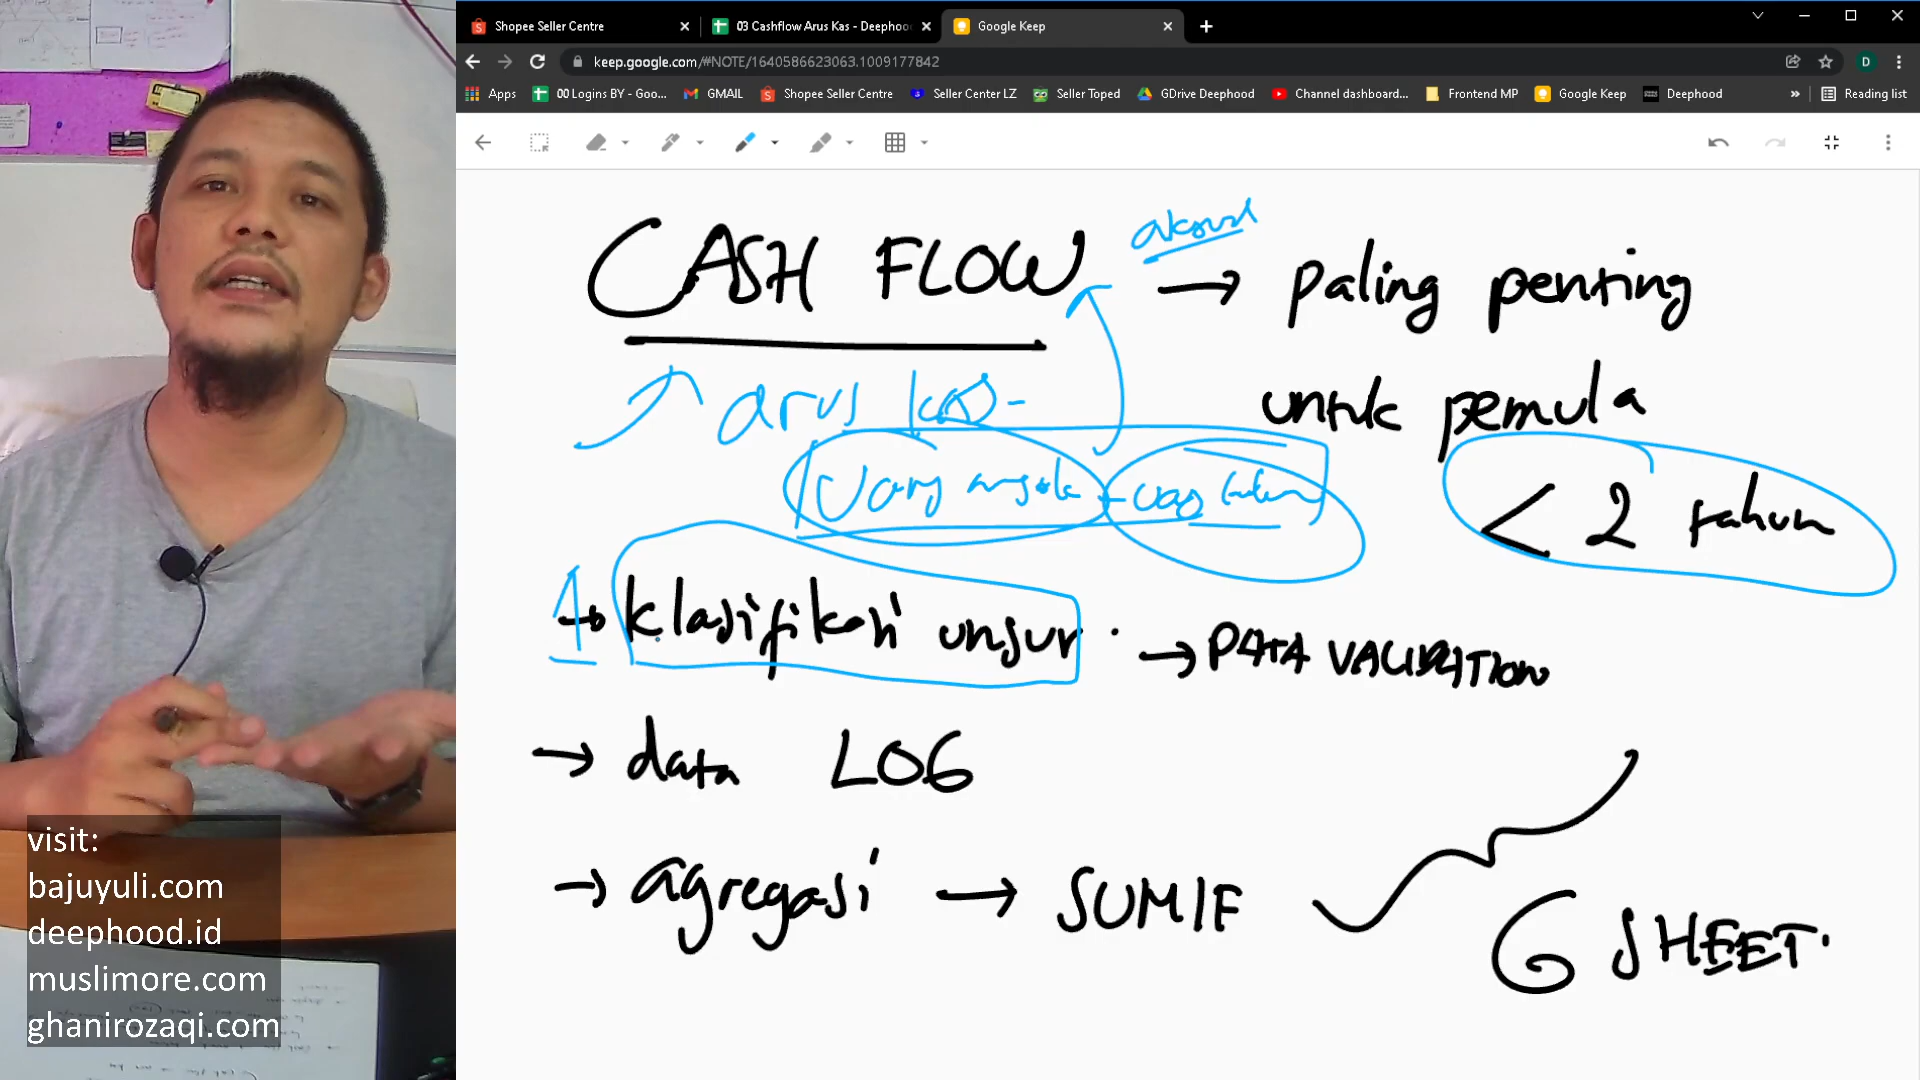 Shopee Seller Centre
03 Cashflow Arus Kas - Deephoo
Google Keep
keep.google.com/#NOTE/1640586623063.1009177842
D
Apps
00 Logins BY - Goo...
GMAIL
Shopee Seller Centre
Seller Center LZ
Seller Toped
GDrive Deephood
Channel dashboard...
Frontend MP
Google Keep
Deephood
»
Reading list
CASH FLOW → paling penting
arus kas
untuk pemula
< 2 tahun
1 → klasifikasi unsur → DATA VALIDATION
→ data LOG
→ agregasi → SUMIF
G SHEET.
visit:
bajuyuli.com
deephood.id
muslimore.com
ghanirozaqi.com